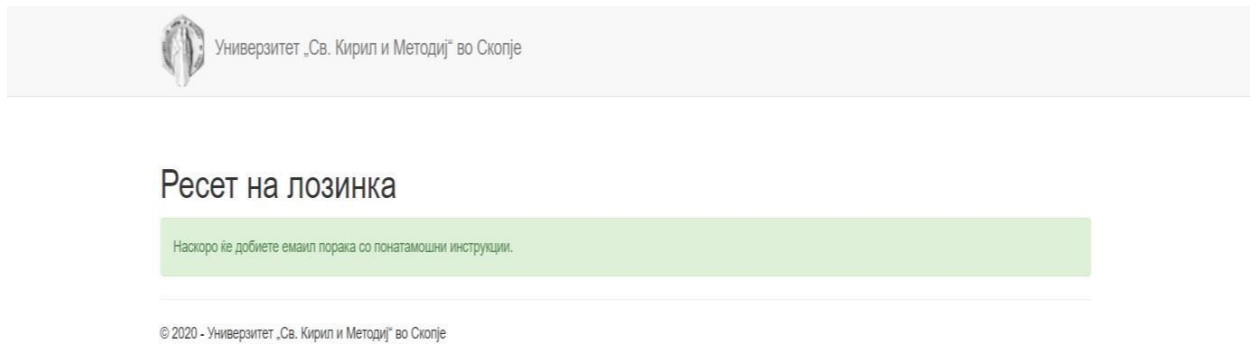 Универзитет „Св. Кирил и Методиј“ во Скопје
Ресет на лозинка
Наскоро ќе добиете емаил порака со понатамошни инструкции.
© 2020 - Универзитет „Св. Кирил и Методиј“ во Скопје